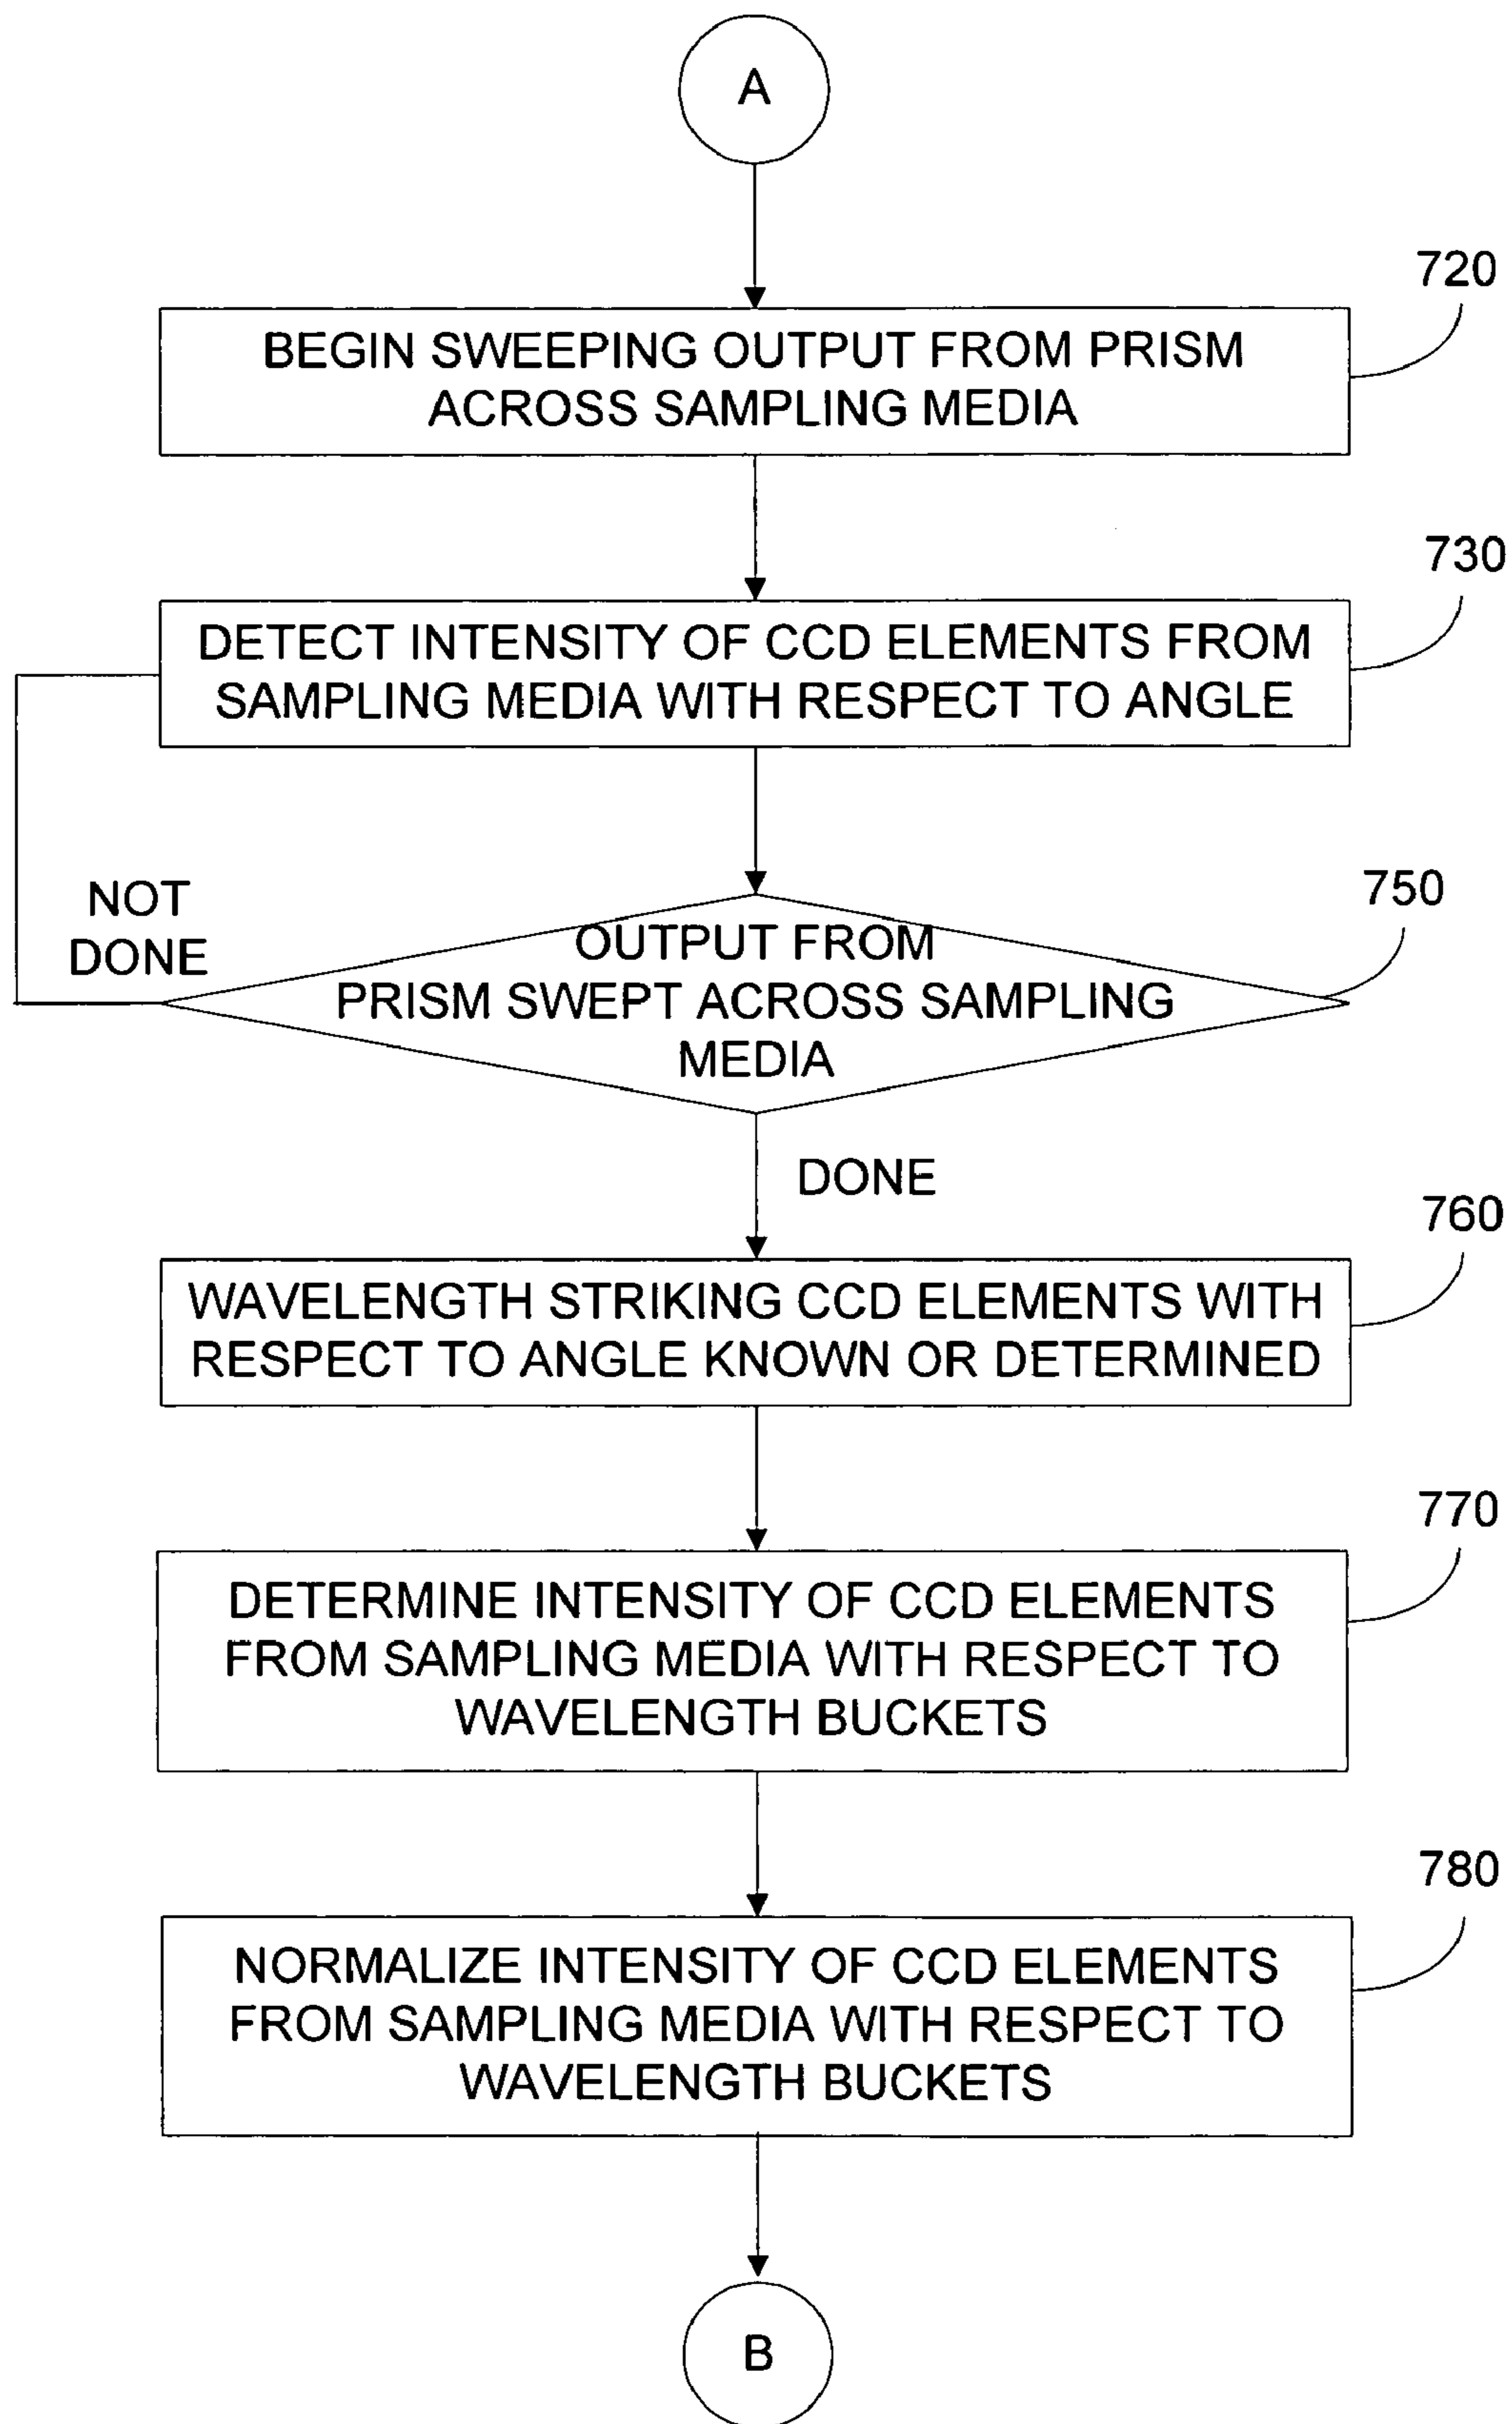 A
720
BEGIN SWEEPING OUTPUT FROM PRISM
ACROSS SAMPLING MEDIA
730
DETECT INTENSITY OF CCD ELEMENTS FROM
SAMPLING MEDIA WITH RESPECT TO ANGLE
NOT
DONE
750
OUTPUT FROM
PRISM SWEPT ACROSS SAMPLING
MEDIA
DONE
760
WAVELENGTH STRIKING CCD ELEMENTS WITH
RESPECT TO ANGLE KNOWN OR DETERMINED
770
DETERMINE INTENSITY OF CCD ELEMENTS
FROM SAMPLING MEDIA WITH RESPECT TO
WAVELENGTH BUCKETS
780
NORMALIZE INTENSITY OF CCD ELEMENTS
FROM SAMPLING MEDIA WITH RESPECT TO
WAVELENGTH BUCKETS
B